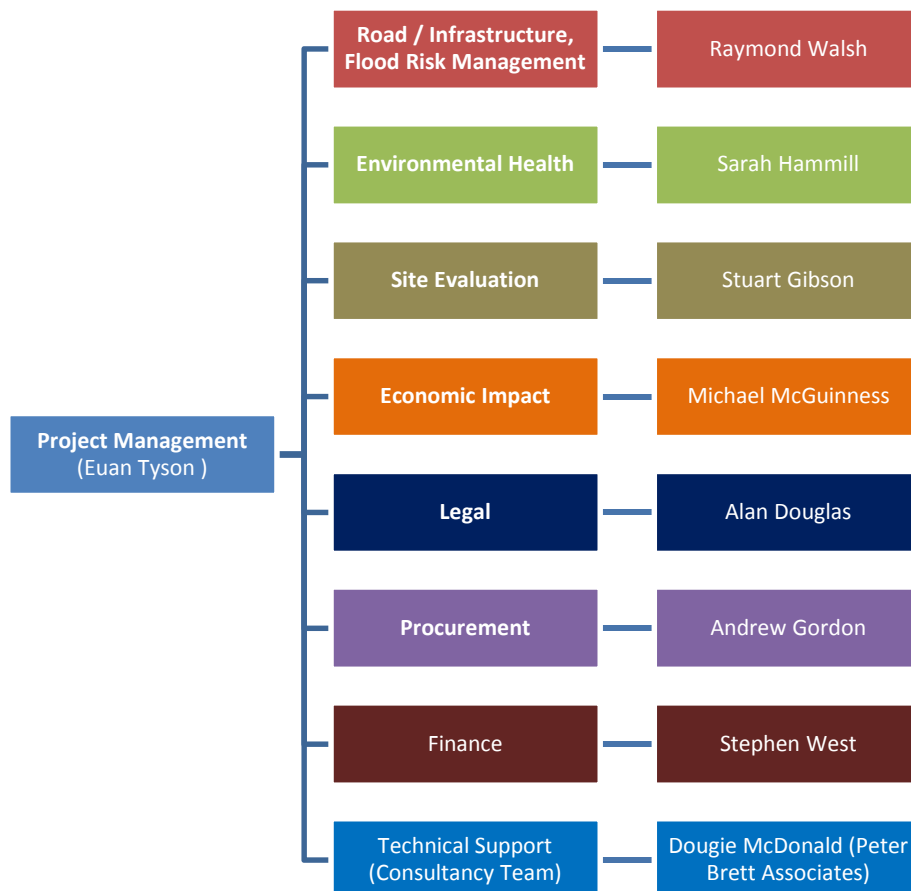 Road / Infrastructure,
Flood Risk Management
Raymond Walsh
Environmental Health
Sarah Hammill
Site Evaluation
Stuart Gibson
Economic Impact
Michael McGuinness
Project Management
(Euan Tyson )
Legal
Alan Douglas
Procurement
Andrew Gordon
Finance
Stephen West
Technical Support
(Consultancy Team)
Dougie McDonald (Peter
Brett Associates)